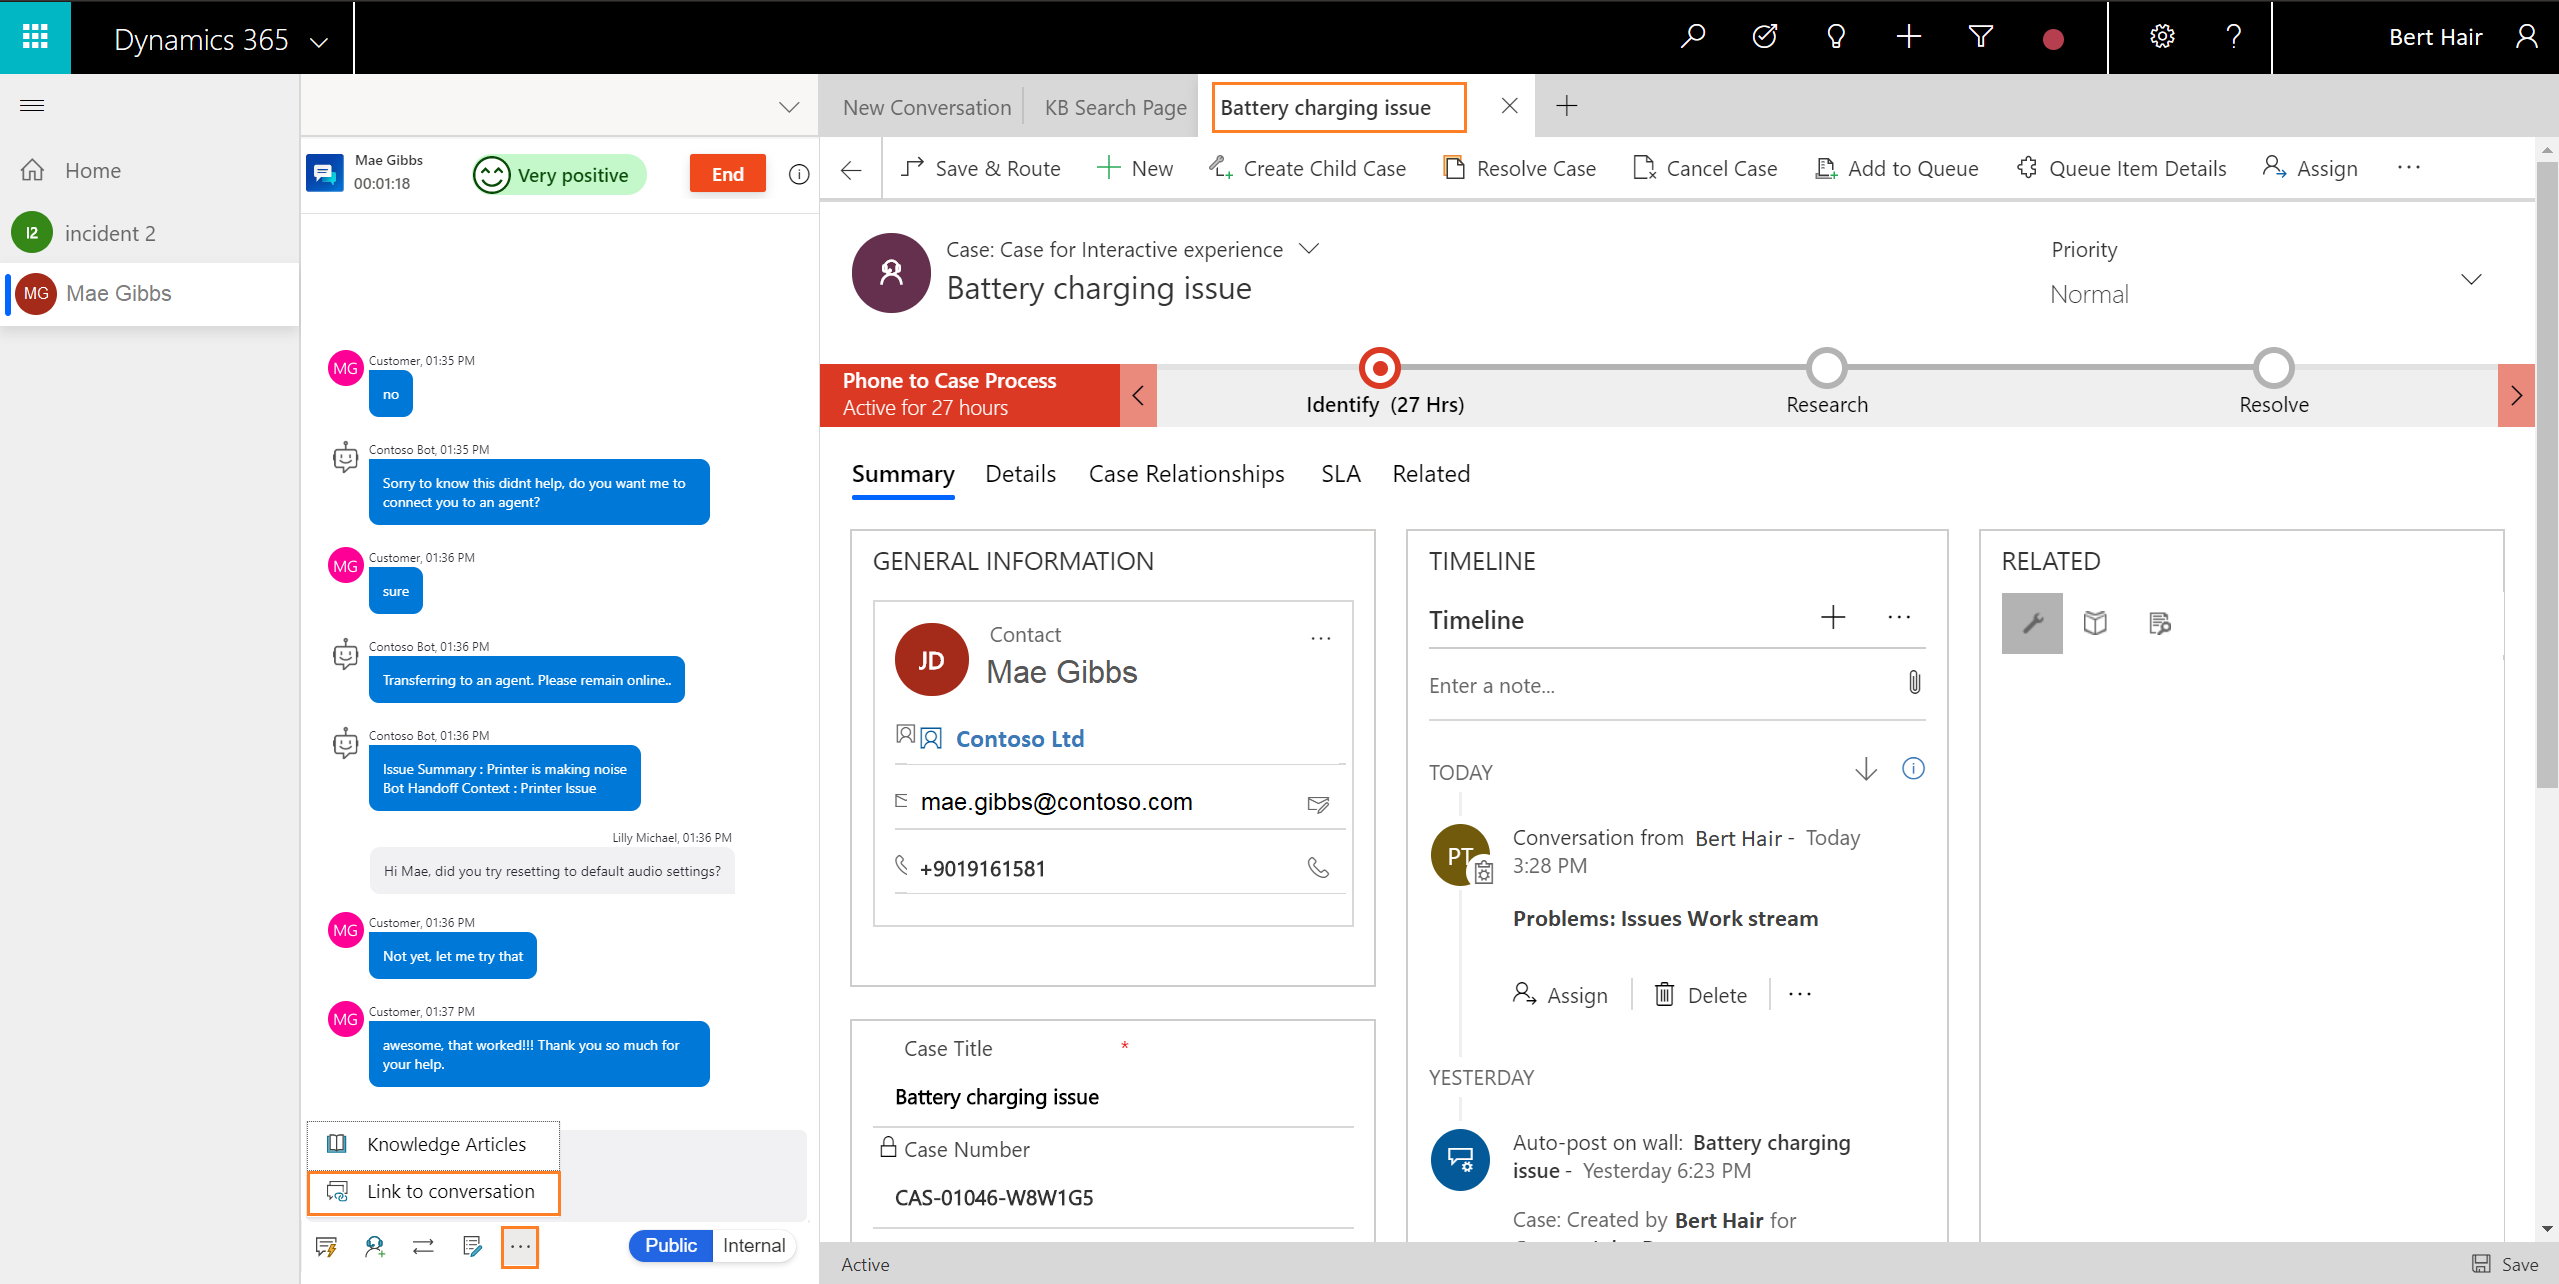 Dynamics 365
Bert Hair
Home
I2
incident 2
MG
Mae Gibbs
Mae Gibbs
00:01:18
Very positive
End
Customer, 01:35 PM
MG
no
Contoso Bot, 01:35 PM
Sorry to know this didnt help, do you want me to
connect you to an agent?
Customer, 01:36 PM
MG
sure
Contoso Bot, 01:36 PM
Transferring to an agent. Please remain online..
Contoso Bot, 01:36 PM
Issue Summary : Printer is making noise
Bot Handoff Context : Printer Issue
Lilly Michael, 01:36 PM
Hi Mae, did you try resetting to default audio settings?
Customer, 01:36 PM
MG
Not yet, let me try that
Customer, 01:37 PM
MG
awesome, that worked!!! Thank you so much for
your help.
Knowledge Articles
Link to conversation
Public
Internal
New Conversation
KB Search Page
Battery charging issue
Save & Route
New
Create Child Case
Resolve Case
Cancel Case
Add to Queue
Queue Item Details
Assign
Case: Case for Interactive experience
Battery charging issue
Priority
Normal
Phone to Case Process
Active for 27 hours
Identify (27 Hrs)
Research
Resolve
Summary
Details
Case Relationships
SLA
Related
GENERAL INFORMATION
JD
Contact
Mae Gibbs
Contoso Ltd
mae.gibbs@contoso.com
+9019161581
Case Title *
Battery charging issue
Case Number
CAS-01046-W8W1G5
TIMELINE
Timeline
Enter a note...
TODAY
PT
Conversation from Bert Hair - Today
3:28 PM
Problems: Issues Work stream
Assign
Delete
YESTERDAY
Auto-post on wall: Battery charging
issue - Yesterday 6:23 PM
Case: Created by Bert Hair for
RELATED
Active
Save